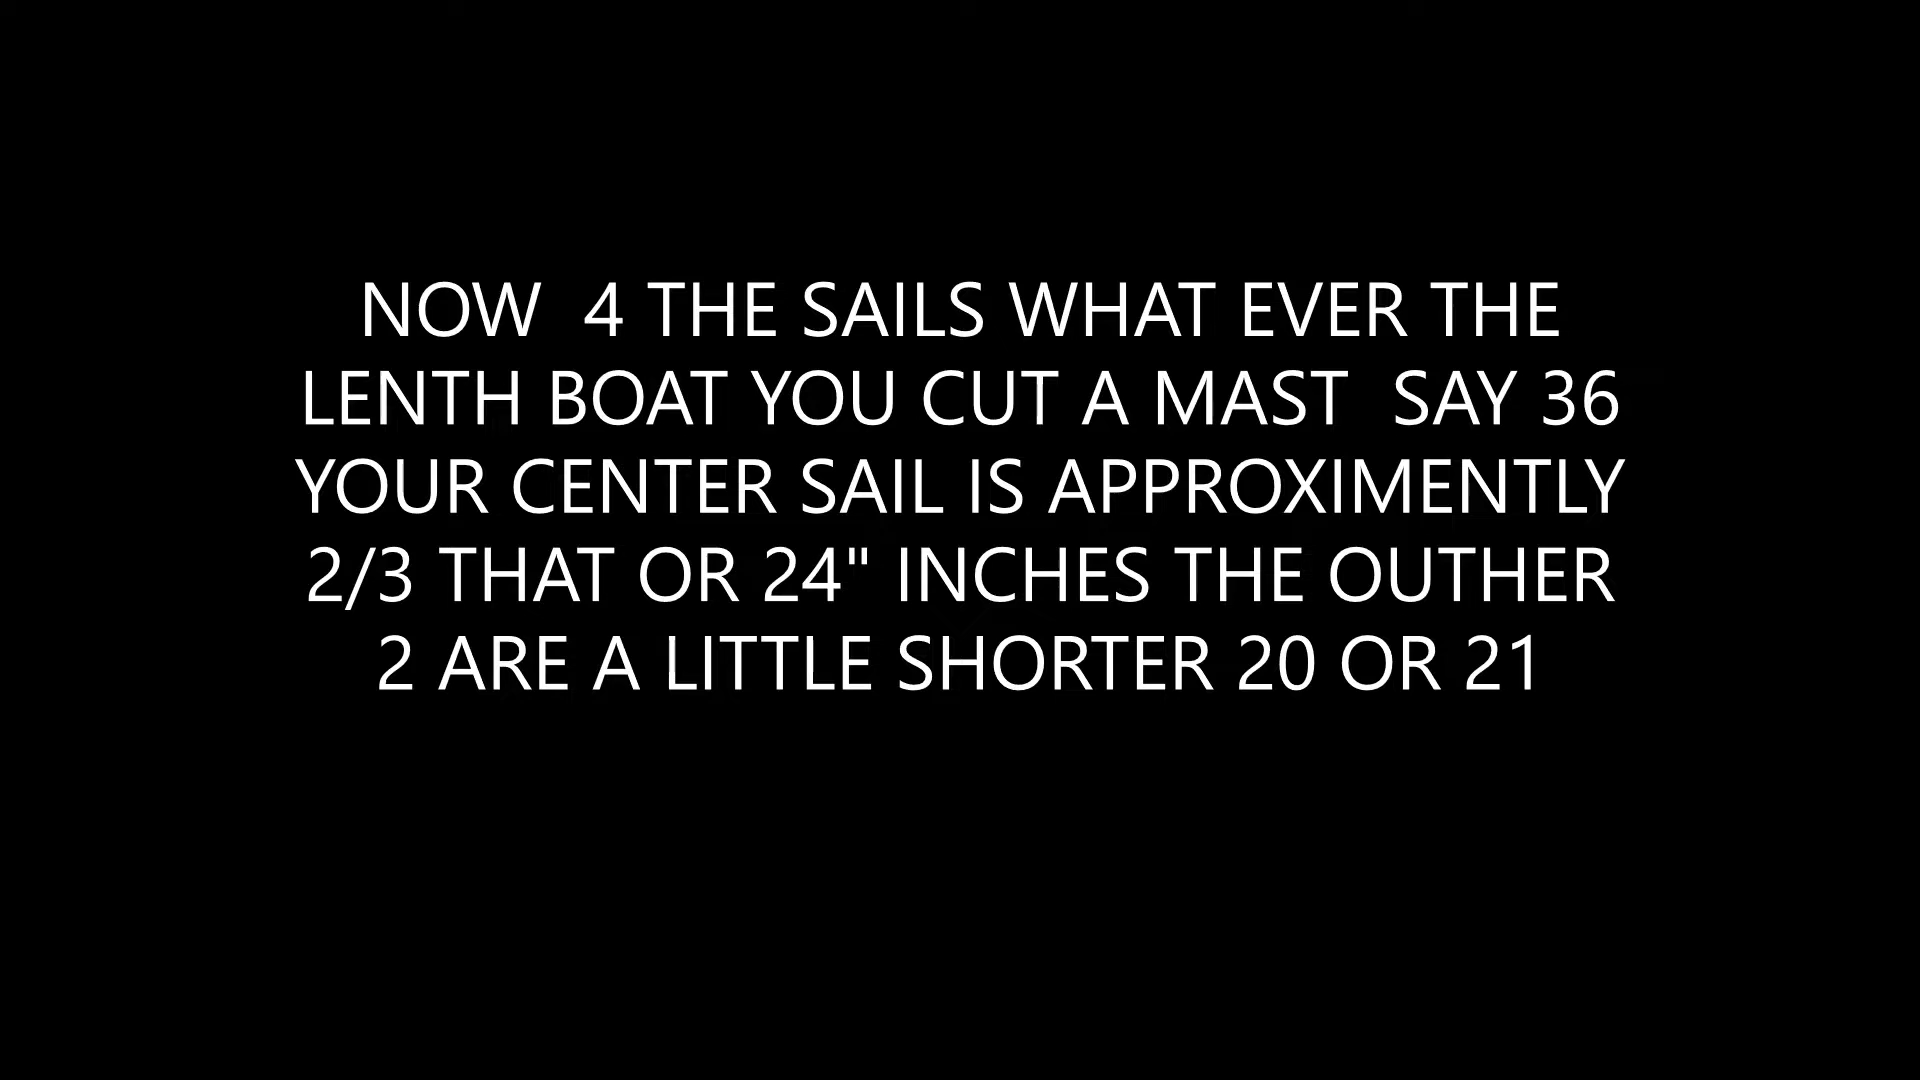 NOW  4 THE SAILS WHAT EVER THE
LENTH BOAT YOU CUT A MAST  SAY 36
YOUR CENTER SAIL IS APPROXIMENTLY
2/3 THAT OR 24" INCHES THE OUTHER
2 ARE A LITTLE SHORTER 20 OR 21